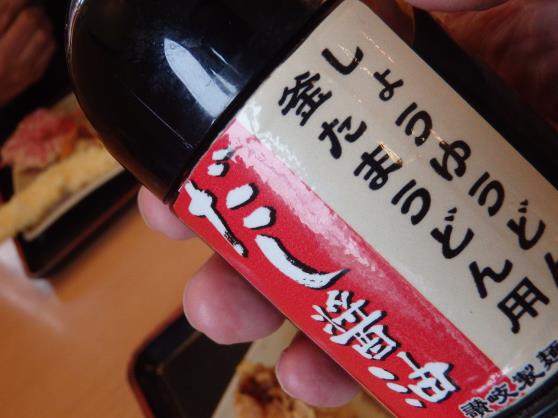 しょうゆうどん
釜たまうどん用
だし醤油
讃岐製麺